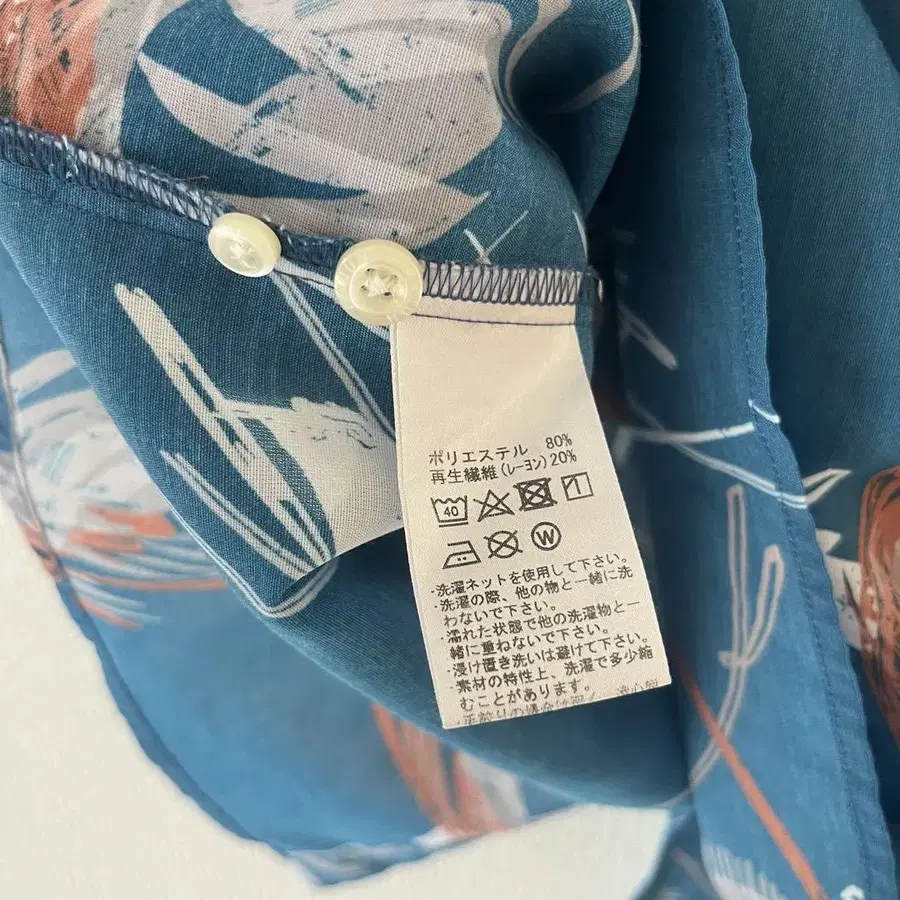 ポリエステル 80%
再生繊維(レーヨン)20%
40
W
・洗濯ネットを使用して下さい。
・洗濯の際、他の物と一緒に洗
わないで下さい。
・濡れた状態で他の洗濯物と一
緒に重ねないで下さい。
・浸け置き洗いは避けて下さい。
・素材の特性上、洗濯で多少縮
むことがあります。